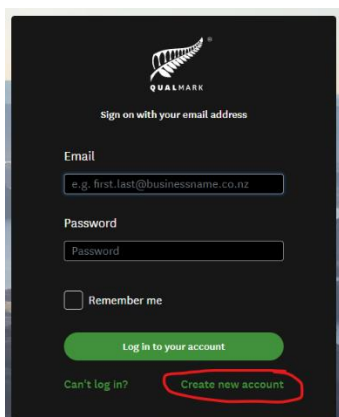 QUALMARK
Sign on with your email address
Email
e.g. first.last@businessname.co.nz
Password
Password
Remember me
Log in to your account
Can't log in? Create new account